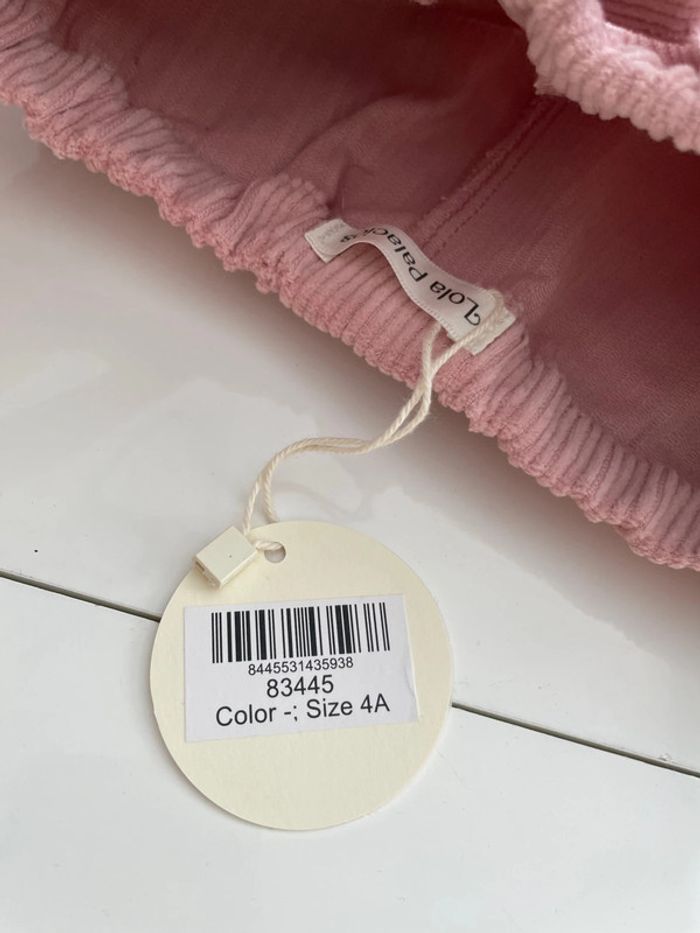 Lola Palacios
8445531435938
83445
Color -; Size 4A